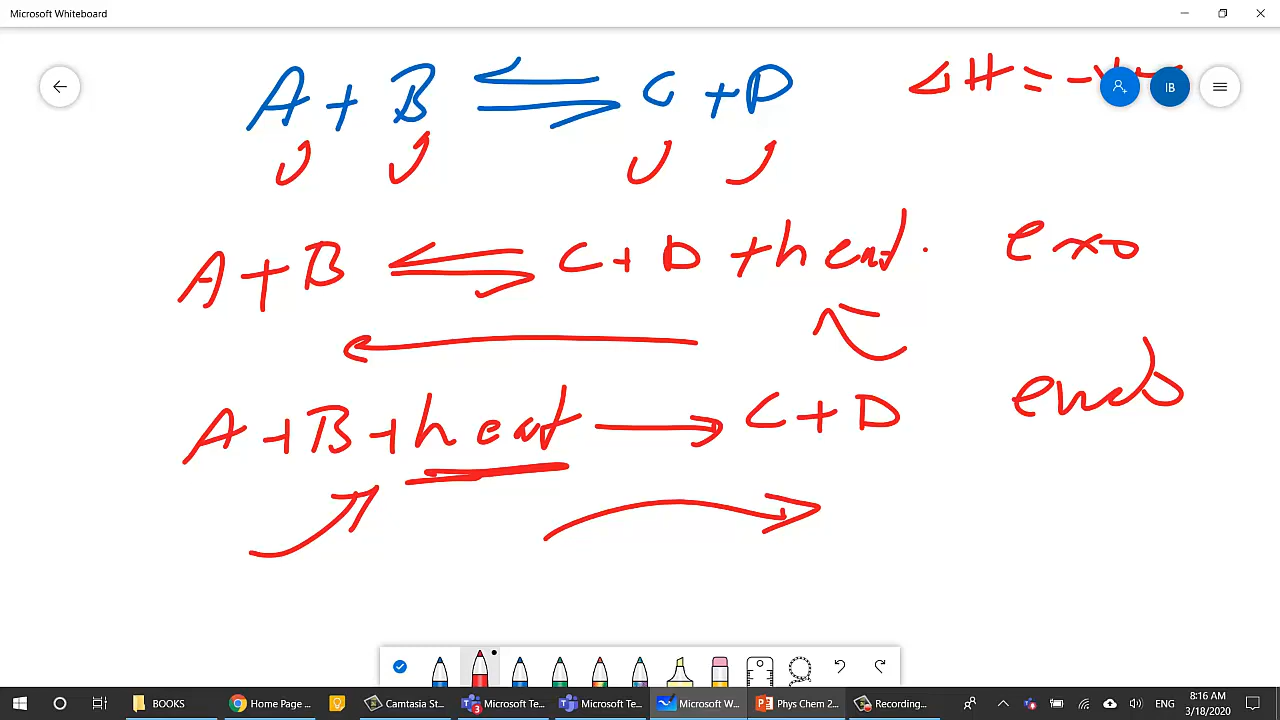 Microsoft Whiteboard
A + B ⇌ C + D
ΔH = -
IB
A + B ⇌ C + D + heat. exo
A + B + heat → C + D endo
BOOKS
Home Page ...
Camtasia St...
Microsoft Te...
Microsoft Te...
Microsoft W...
Phys Chem 2...
Recording...
ENG
8:16 AM
3/18/2020